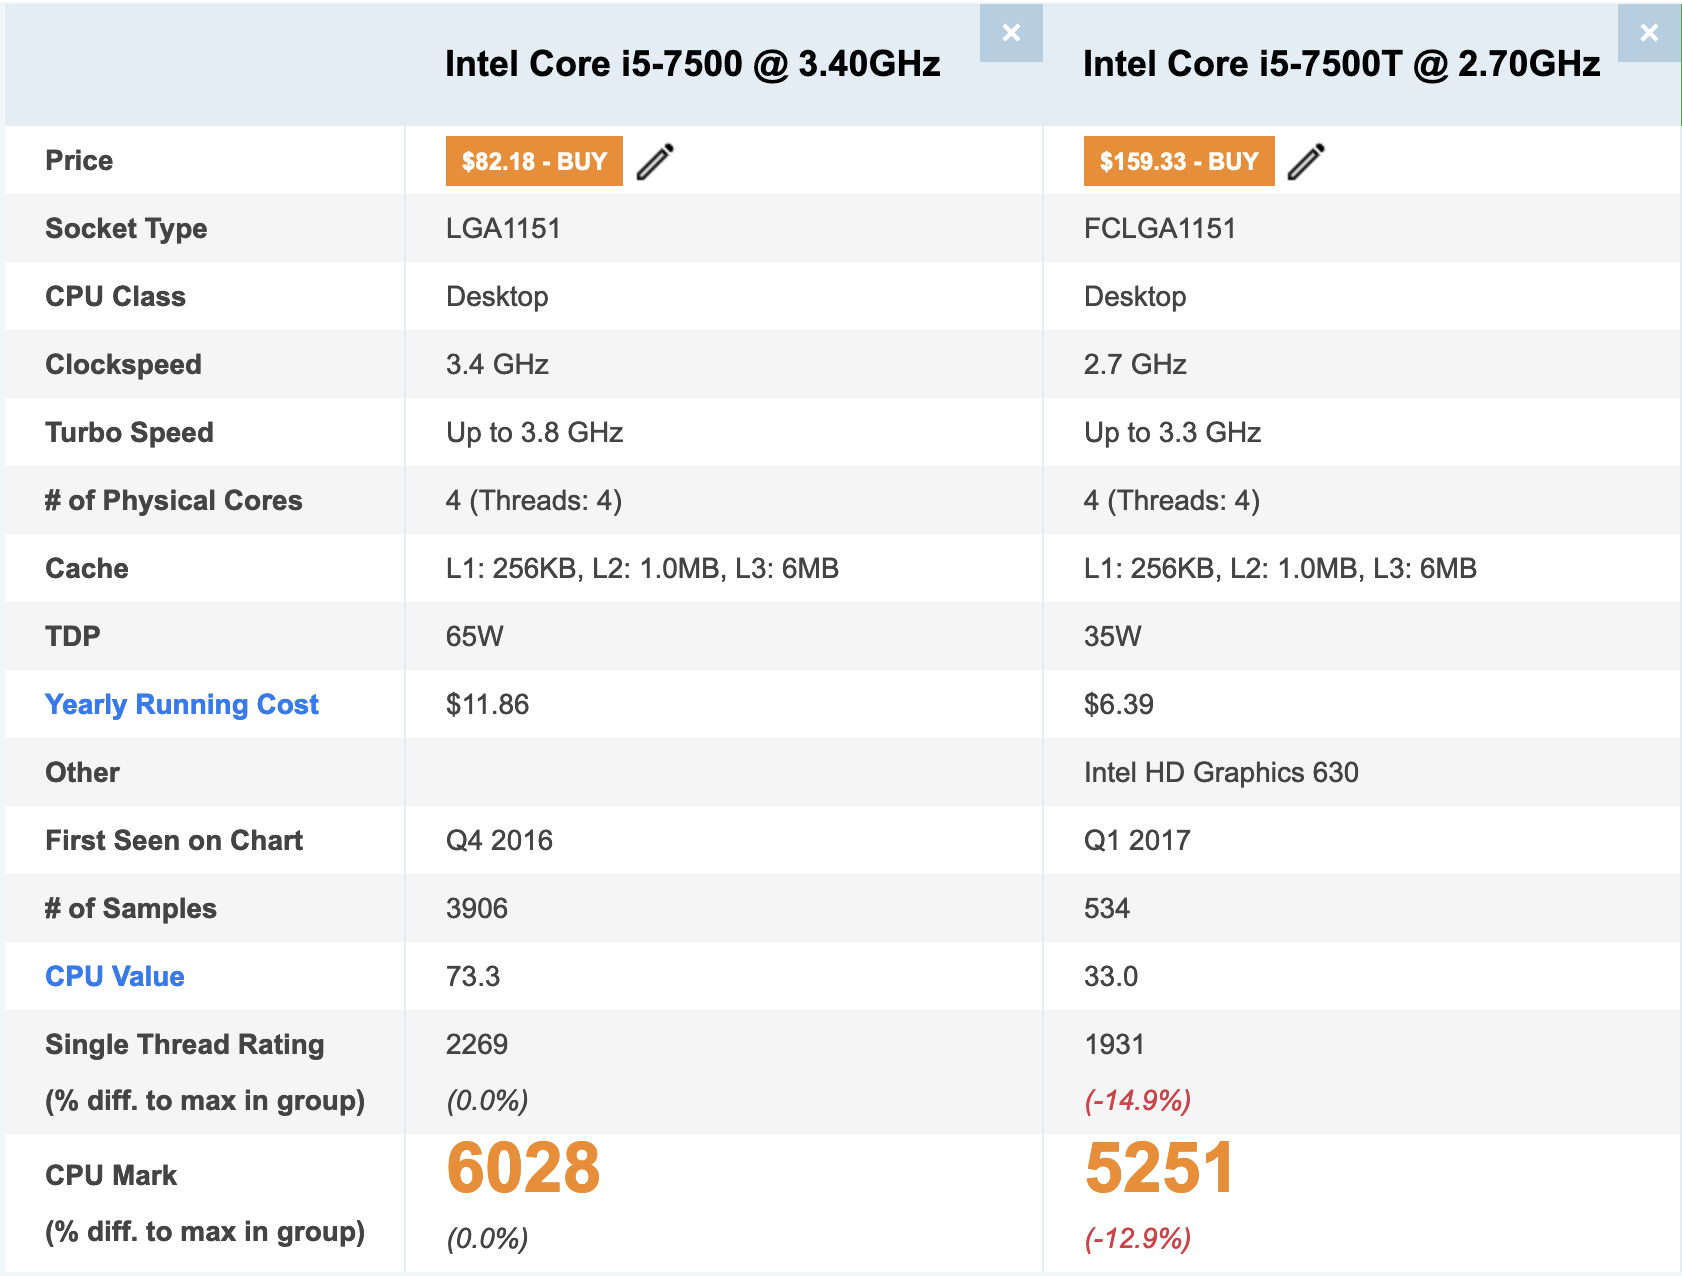 Intel Core i5-7500 @ 3.40GHz Intel Core i5-7500T @ 2.70GHz
Price $82.18 - BUY $159.33 - BUY
Socket Type LGA1151 FCLGA1151
CPU Class Desktop Desktop
Clockspeed 3.4 GHz 2.7 GHz
Turbo Speed Up to 3.8 GHz Up to 3.3 GHz
# of Physical Cores 4 (Threads: 4) 4 (Threads: 4)
Cache L1: 256KB, L2: 1.0MB, L3: 6MB L1: 256KB, L2: 1.0MB, L3: 6MB
TDP 65W 35W
Yearly Running Cost $11.86 $6.39
Other Intel HD Graphics 630
First Seen on Chart Q4 2016 Q1 2017
# of Samples 3906 534
CPU Value 73.3 33.0
Single Thread Rating 2269 1931
(% diff. to max in group) (0.0%) (-14.9%)
CPU Mark 6028 5251
(% diff. to max in group) (0.0%) (-12.9%)